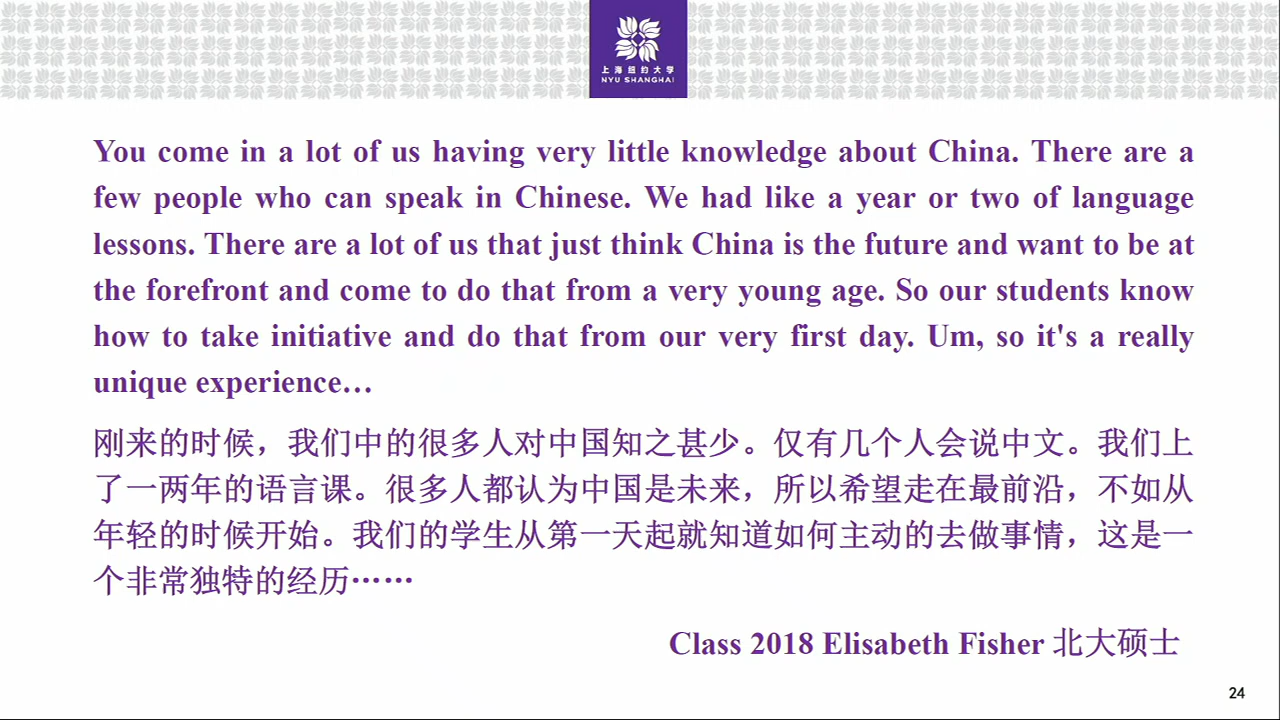 上海纽约大学
NYU SHANGHAI
You come in a lot of us having very little knowledge about China. There are a
few people who can speak in Chinese. We had like a year or two of language
lessons. There are a lot of us that just think China is the future and want to be at
the forefront and come to do that from a very young age. So our students know
how to take initiative and do that from our very first day. Um, so it's a really
unique experience…
刚来的时候，我们中的很多人对中国知之甚少。仅有几个人会说中文。我们上
了一两年的语言课。很多人都认为中国是未来，所以希望走在最前沿，不如从
年轻的时候开始。我们的学生从第一天起就知道如何主动的去做事情，这是一
个非常独特的经历……
Class 2018 Elisabeth Fisher 北大硕士
24